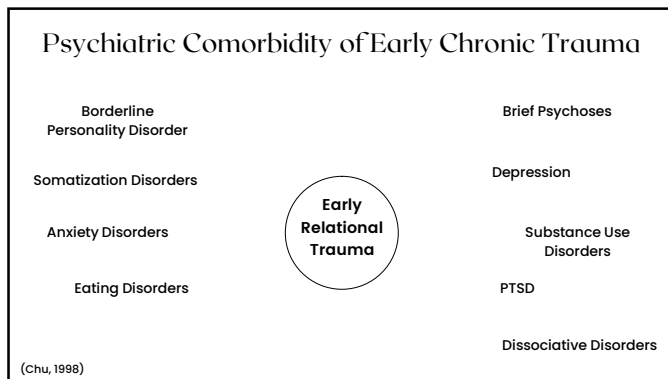 Psychiatric Comorbidity of Early Chronic Trauma
Borderline
Personality Disorder
Somatization Disorders
Anxiety Disorders
Eating Disorders
Early
Relational
Trauma
Brief Psychoses
Depression
Substance Use
Disorders
PTSD
Dissociative Disorders
(Chu, 1998)